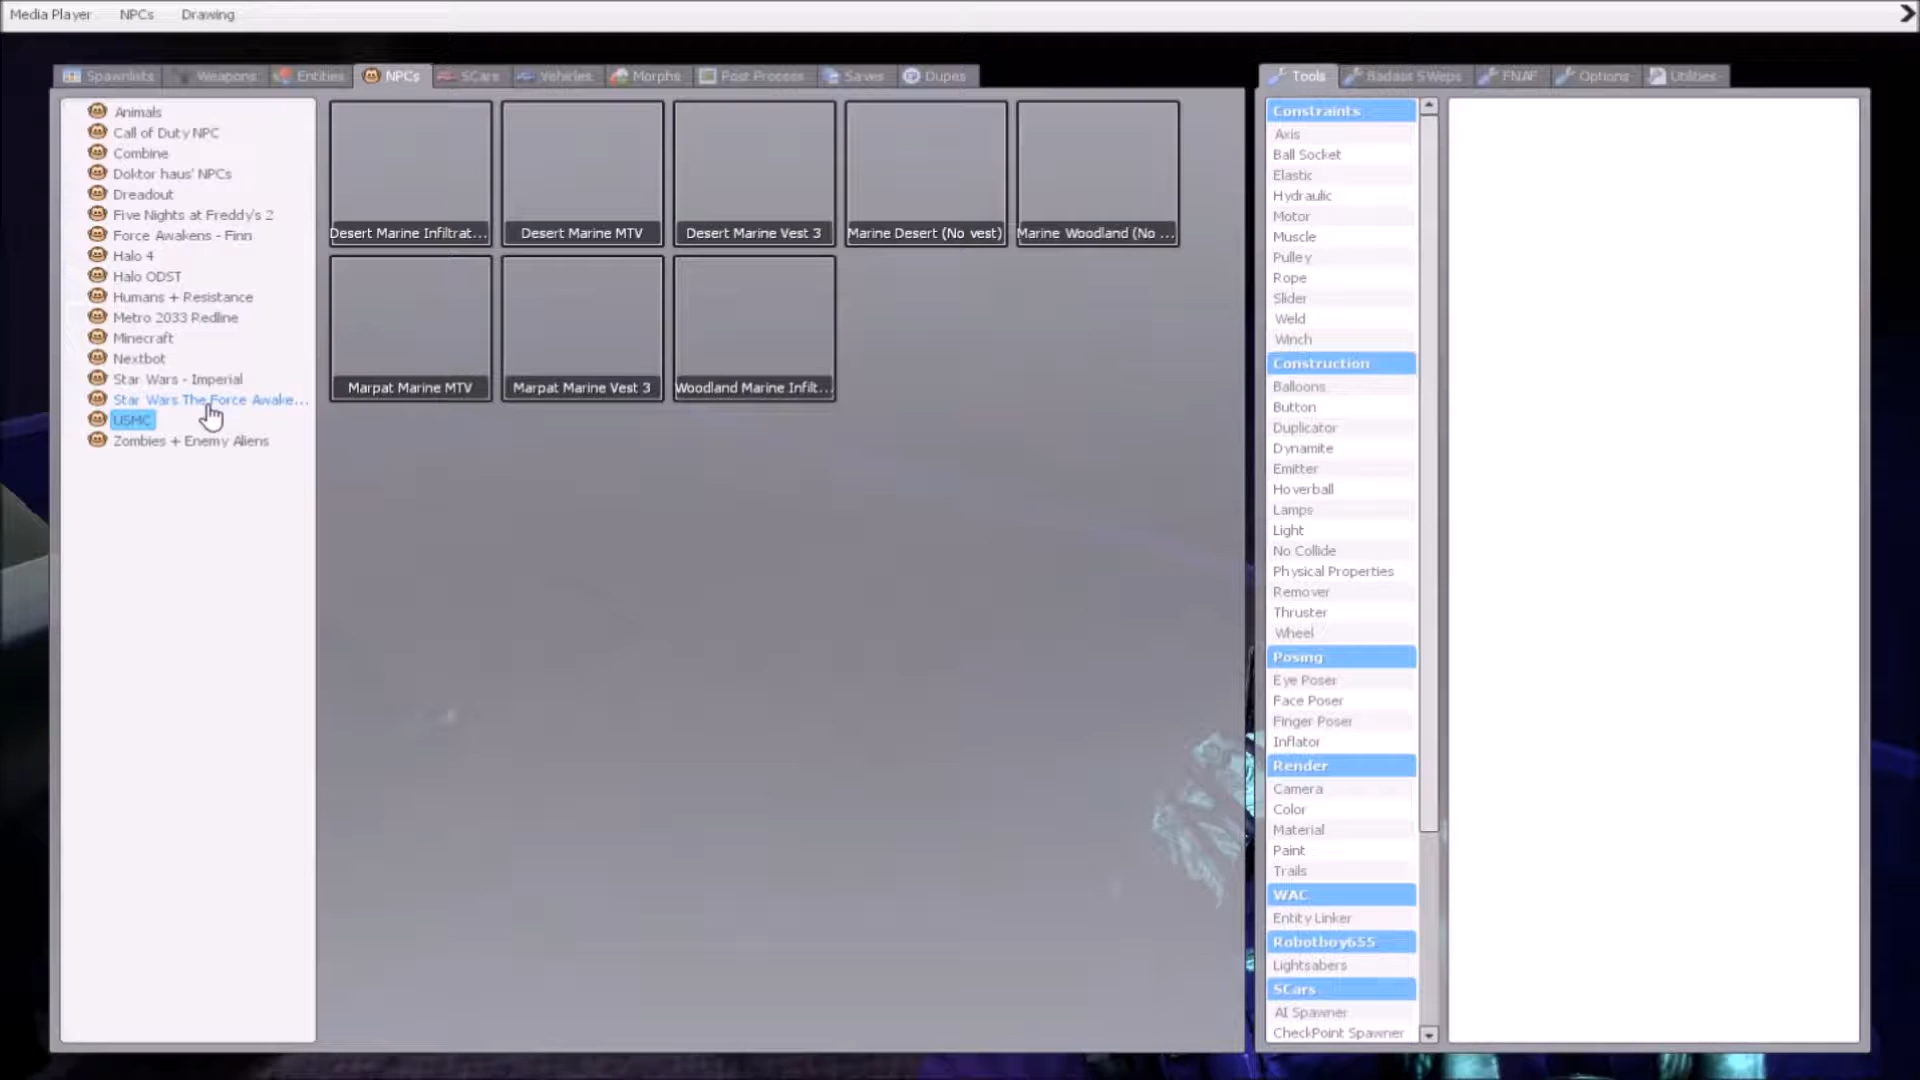 Media Player NPCs Drawing
Spawnlists Weapons Entities NPCs SCars Vehicles Morphs Post Process Saves Dupes
Animals
Call of Duty NPC
Combine
Doktor haus' NPCs
Dreadout
Five Nights at Freddy's 2
Force Awakens - Finn
Halo 4
Halo ODST
Humans + Resistance
Metro 2033 Redline
Minecraft
Nextbot
Star Wars - Imperial
Star Wars The Force Awake...
USMC
Zombies + Enemy Aliens
Desert Marine Infiltrat... Desert Marine MTV Desert Marine Vest 3 Marine Desert (No vest) Marine Woodland (No ...
Marpat Marine MTV Marpat Marine Vest 3 Woodland Marine Infilt...
Tools Badass SWeps FNAF Options Utilities
Constraints
Axis
Ball Socket
Elastic
Hydraulic
Motor
Muscle
Pulley
Rope
Slider
Weld
Winch
Construction
Balloons
Button
Duplicator
Dynamite
Emitter
Hoverball
Lamps
Light
No Collide
Physical Properties
Remover
Thruster
Wheel
Posing
Eye Poser
Face Poser
Finger Poser
Inflator
Render
Camera
Color
Material
Paint
Trails
WAC
Entity Linker
Robotboy655
Lightsabers
SCars
AI Spawner
CheckPoint Spawner